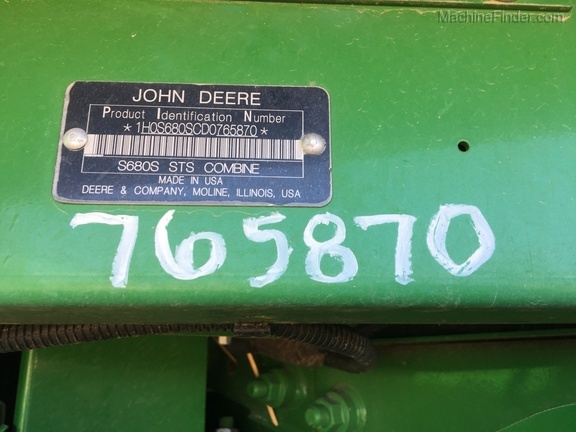 MachineFinder.com
JOHN DEERE
Product Identification Number
*1H0S680SCD0765870*
S680S STS COMBINE
MADE IN USA
DEERE & COMPANY, MOLINE, ILLINOIS, USA
765870